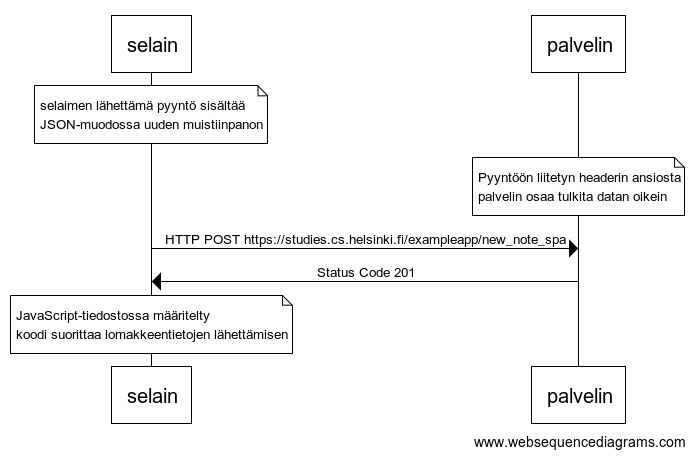 selain
palvelin
selaimen lähettämä pyyntö sisältää
JSON-muodossa uuden muistiinpanon
Pyyntöön liitetyn headerin ansiosta
palvelin osaa tulkita datan oikein
HTTP POST https://studies.cs.helsinki.fi/exampleapp/new_note_spa
Status Code 201
JavaScript-tiedostossa määritelty
koodi suorittaa lomakkeentietojen lähettämisen
selain
palvelin
www.websequencediagrams.com